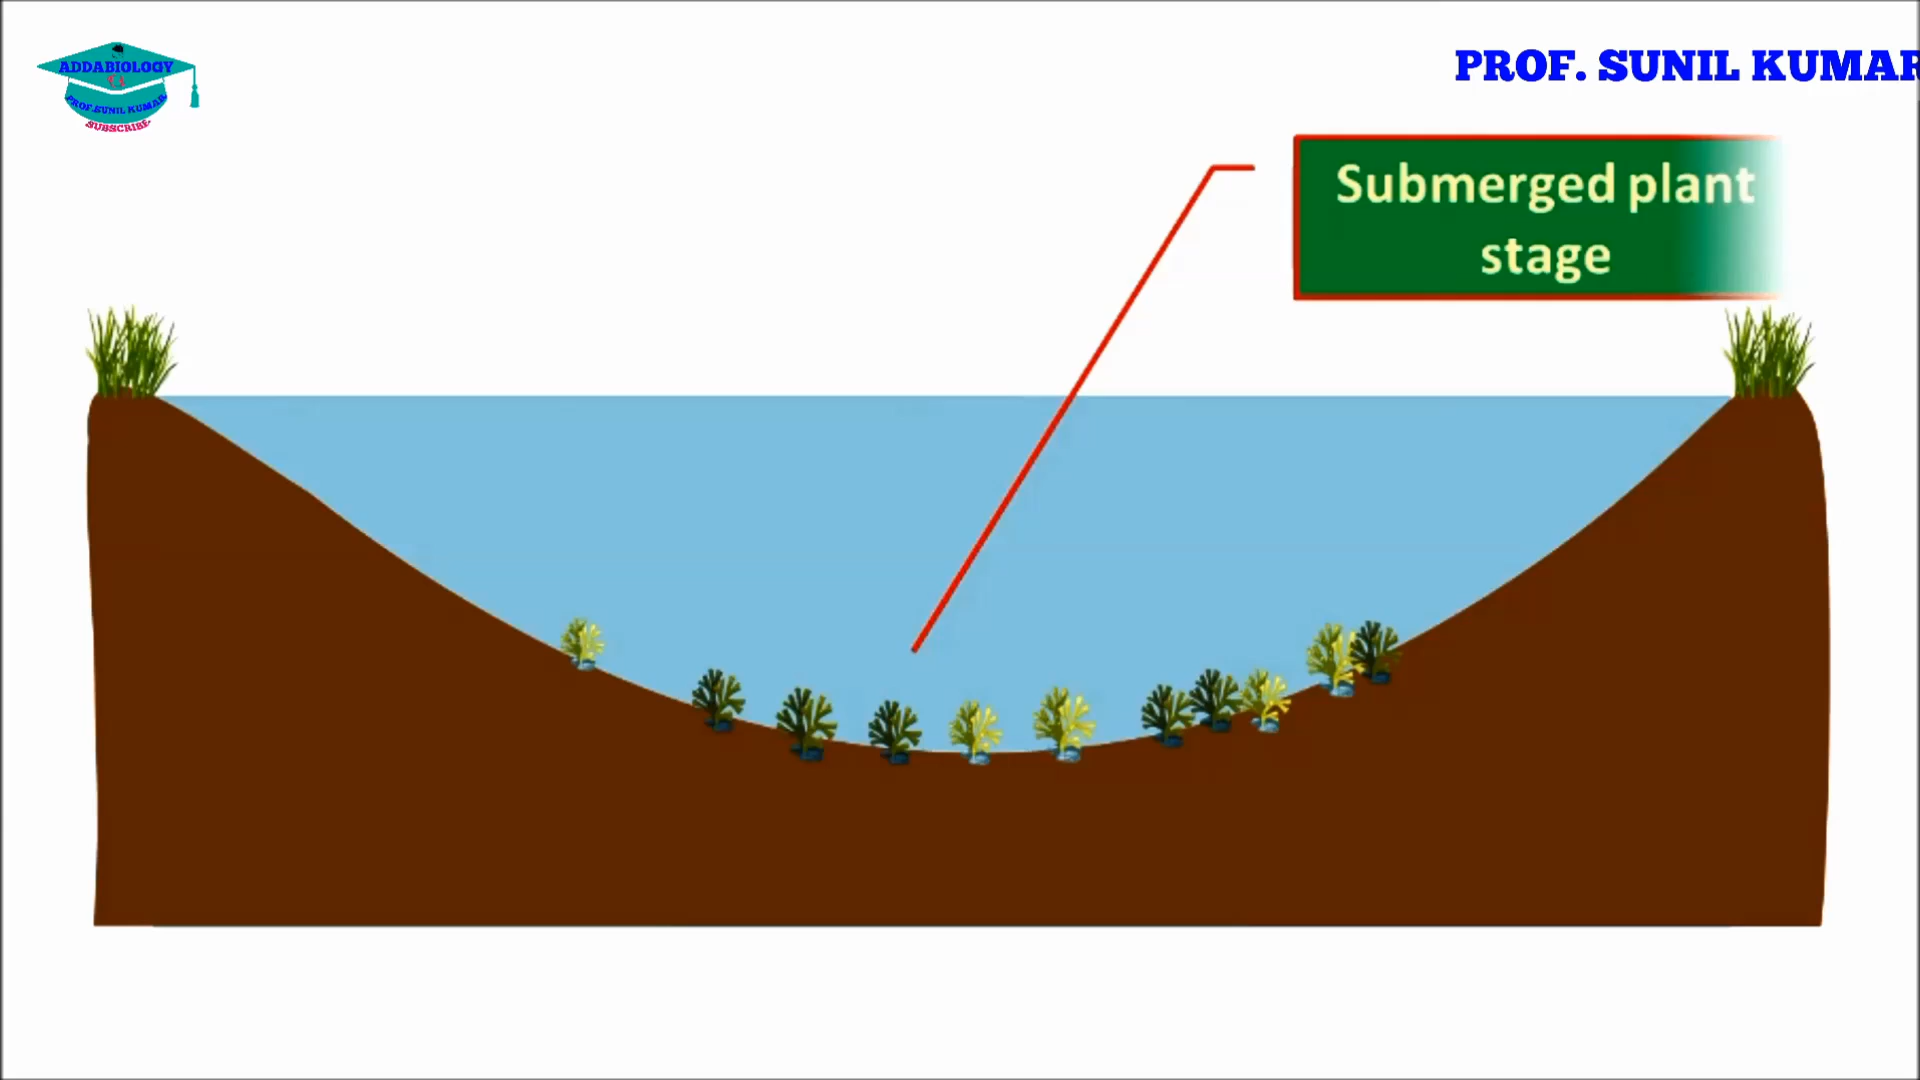 ADDABIOLOGY
PROF.SUNIL KUMAR
SUBSCRIBE
PROF. SUNIL KUMAR
Submerged plant
stage